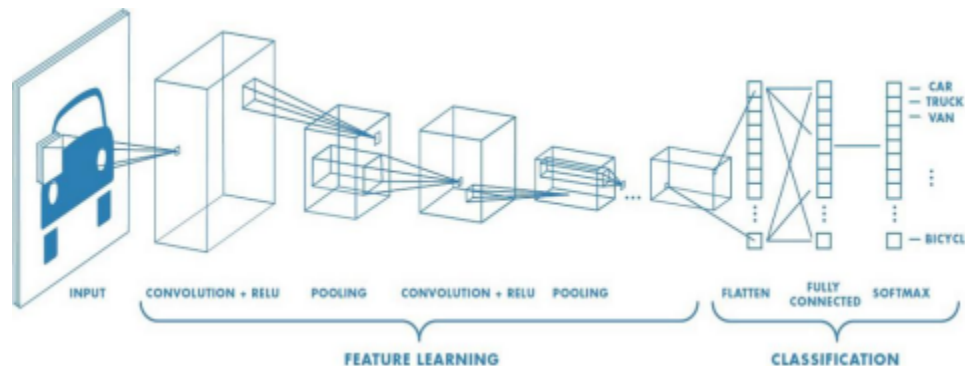 CAR
TRUCK
VAN
BICYCL
INPUT
CONVOLUTION + RELU
POOLING
CONVOLUTION + RELU
POOLING
FLATTEN
FULLY
CONNECTED
SOFTMAX
FEATURE LEARNING
CLASSIFICATION